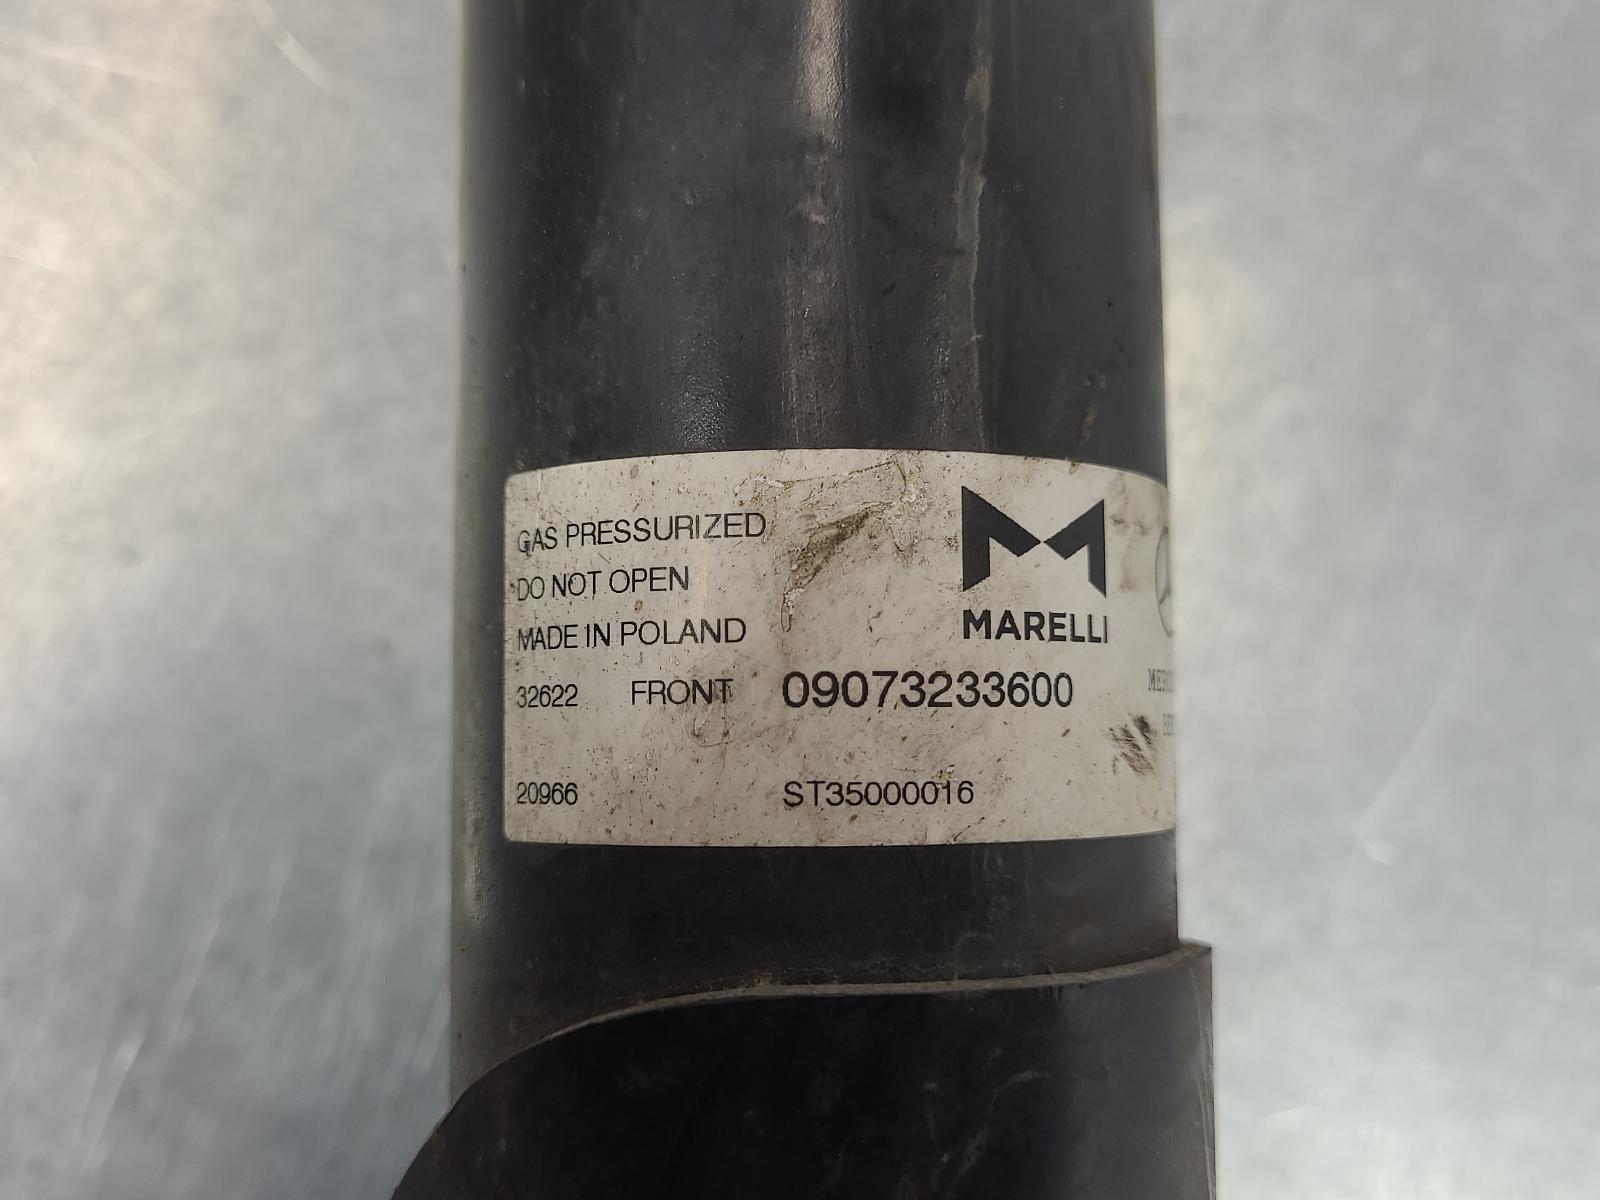 GAS PRESSURIZED
DO NOT OPEN
MADE IN POLAND
MARELLI
32622 FRONT 09073233600
20966 ST35000016